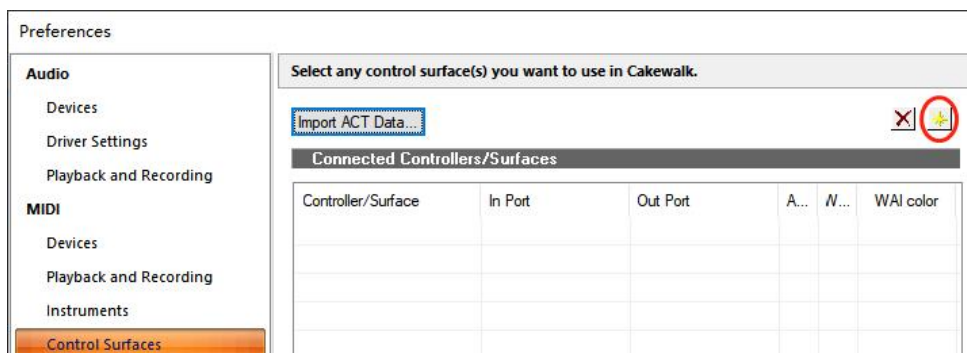 Preferences
Audio
Devices
Driver Settings
Playback and Recording
MIDI
Devices
Playback and Recording
Instruments
Control Surfaces
Select any control surface(s) you want to use in Cakewalk.
Import ACT Data...
Connected Controllers/Surfaces
Controller/Surface In Port Out Port A... W... WAI color